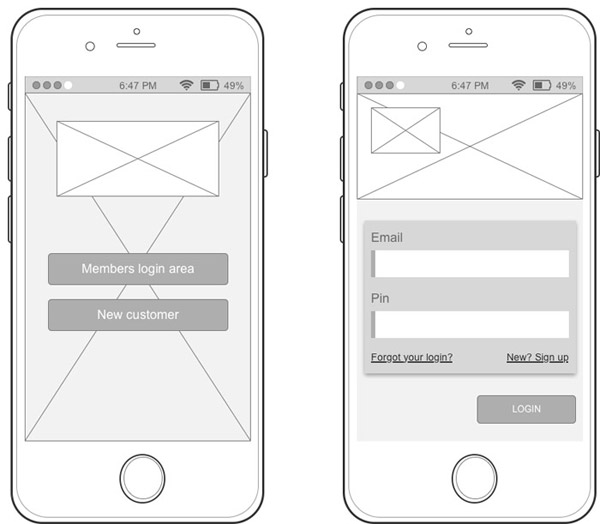 6:47 PM 49%
Members login area
New customer
6:47 PM 49%
Email
Pin
Forgot your login? New? Sign up
LOGIN